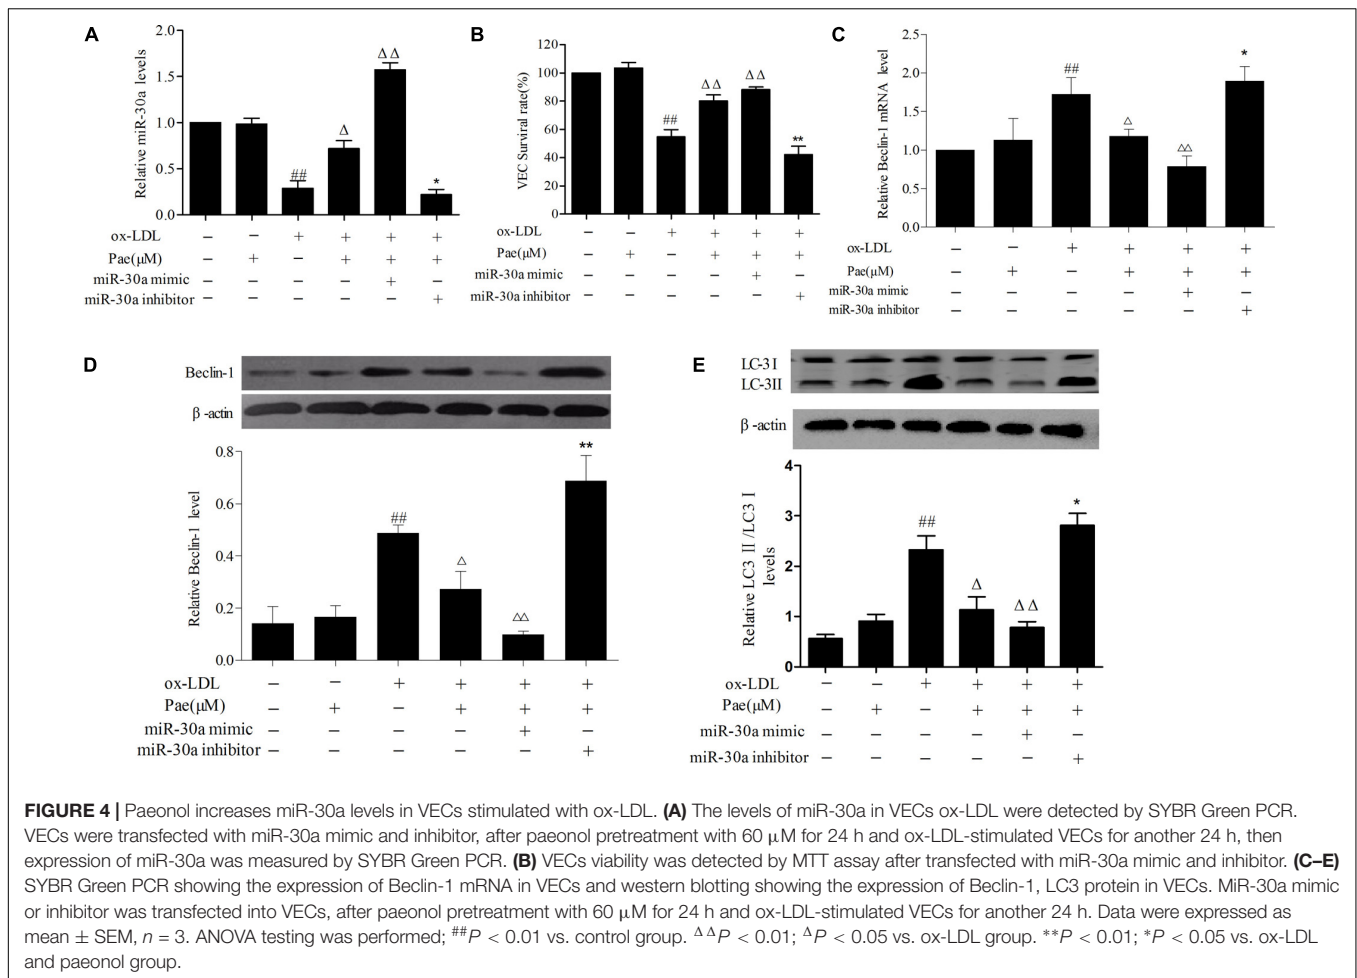 A
Relative miR-30a levels
2.0
1.5
1.0
0.5
0.0
##
Δ
Δ Δ
*
ox-LDL − − + + + +
Pae(μM) − + − + + +
miR-30a mimic − − − − + −
miR-30a inhibitor − − − − − +
B
VEC Surviral rate(%)
120
100
80
60
40
20
0
##
Δ Δ
Δ Δ
**
ox-LDL − − + + + +
Pae(μM) − + − + + +
miR-30a mimic − − − − + −
miR-30a inhibitor − − − − − +
C
Relative Beclin-1 mRNA level
2.5
2.0
1.5
1.0
0.5
0.0
##
Δ
ΔΔ
*
ox-LDL − − + + + +
Pae(μM) − + − + + +
miR-30a mimic − − − − + −
miR-30a inhibitor − − − − − +
D
Beclin-1
β -actin
Relative Beclin-1 level
0.8
0.6
0.4
0.2
0.0
##
Δ
ΔΔ
**
ox-LDL − − + + + +
Pae(μM) − + − + + +
miR-30a mimic − − − − + −
miR-30a inhibitor − − − − − +
E
LC-3 I
LC-3II
β -actin
Relative LC3 II /LC3 I
levels
4
3
2
1
0
##
Δ
Δ Δ
*
ox-LDL − − + + + +
Pae(μM) − + − + + +
miR-30a mimic − − − − + −
miR-30a inhibitor − − − − − +
FIGURE 4 | Paeonol increases miR-30a levels in VECs stimulated with ox-LDL. (A) The levels of miR-30a in VECs ox-LDL were detected by SYBR Green PCR.
VECs were transfected with miR-30a mimic and inhibitor, after paeonol pretreatment with 60 μM for 24 h and ox-LDL-stimulated VECs for another 24 h, then
expression of miR-30a was measured by SYBR Green PCR. (B) VECs viability was detected by MTT assay after transfected with miR-30a mimic and inhibitor. (C–E)
SYBR Green PCR showing the expression of Beclin-1 mRNA in VECs and western blotting showing the expression of Beclin-1, LC3 protein in VECs. MiR-30a mimic
or inhibitor was transfected into VECs, after paeonol pretreatment with 60 μM for 24 h and ox-LDL-stimulated VECs for another 24 h. Data were expressed as
mean ± SEM, n = 3. ANOVA testing was performed; ##P < 0.01 vs. control group. ΔΔP < 0.01; ΔP < 0.05 vs. ox-LDL group. **P < 0.01; *P < 0.05 vs. ox-LDL
and paeonol group.